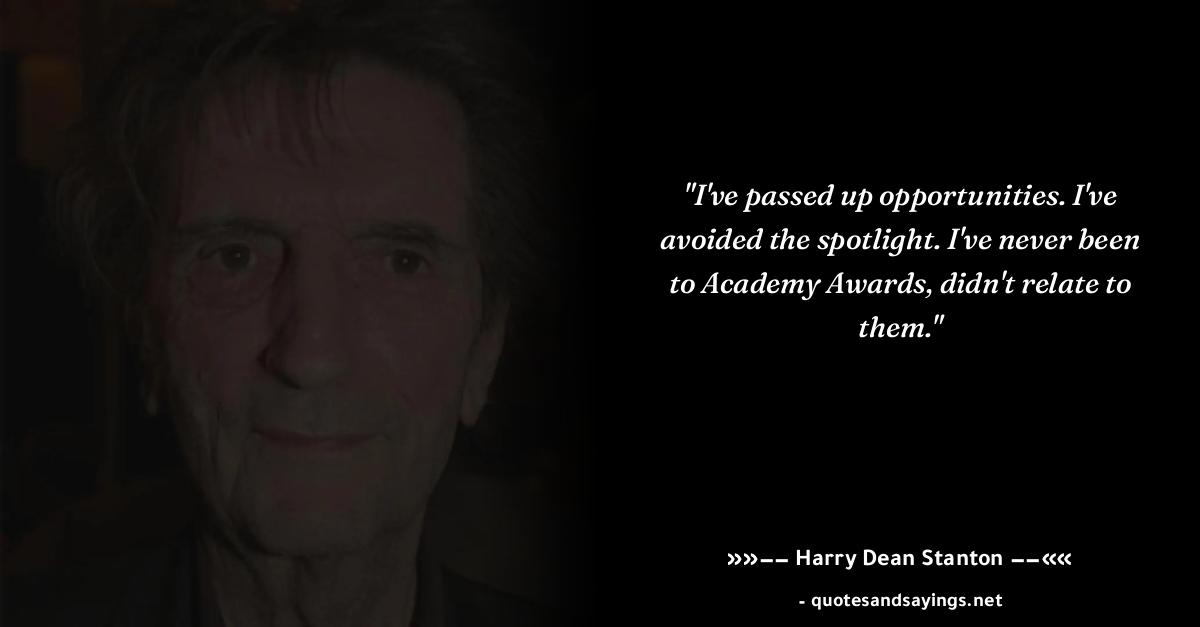 "I've passed up opportunities. I've
avoided the spotlight. I've never been
to Academy Awards, didn't relate to
them."
»»–– Harry Dean Stanton ––««
- quotesandsayings.net